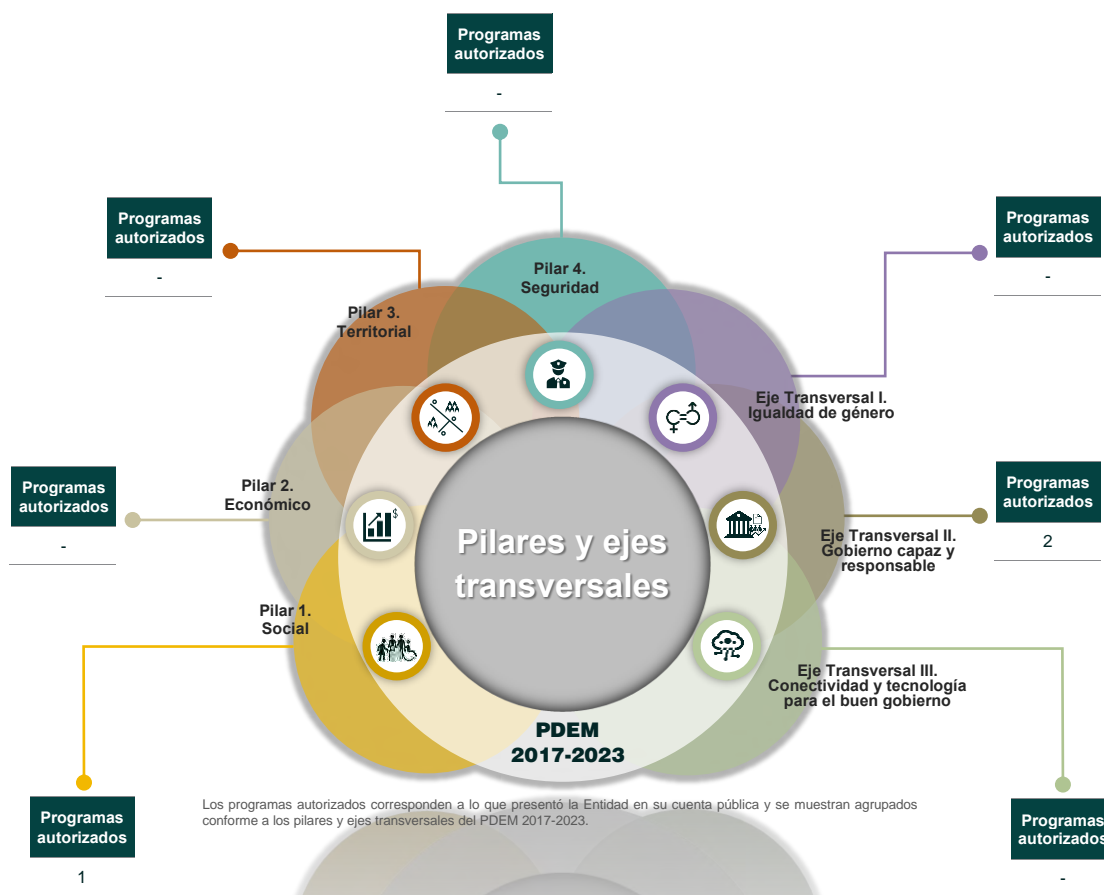 Programas
autorizados
-
Programas
autorizados
-
Programas
autorizados
-
Pilar 4.
Seguridad
Pilar 3.
Territorial
Eje Transversal I.
Igualdad de género
Programas
autorizados
-
Pilar 2.
Económico
$
Programas
autorizados
2
Eje Transversal II.
Gobierno capaz y
responsable
Pilares y ejes
transversales
Pilar 1.
Social
Eje Transversal III.
Conectividad y tecnología
para el buen gobierno
PDEM
2017-2023
Los programas autorizados corresponden a lo que presentó la Entidad en su cuenta pública y se muestran agrupados
conforme a los pilares y ejes transversales del PDEM 2017-2023.
Programas
autorizados
1
Programas
autorizados
-